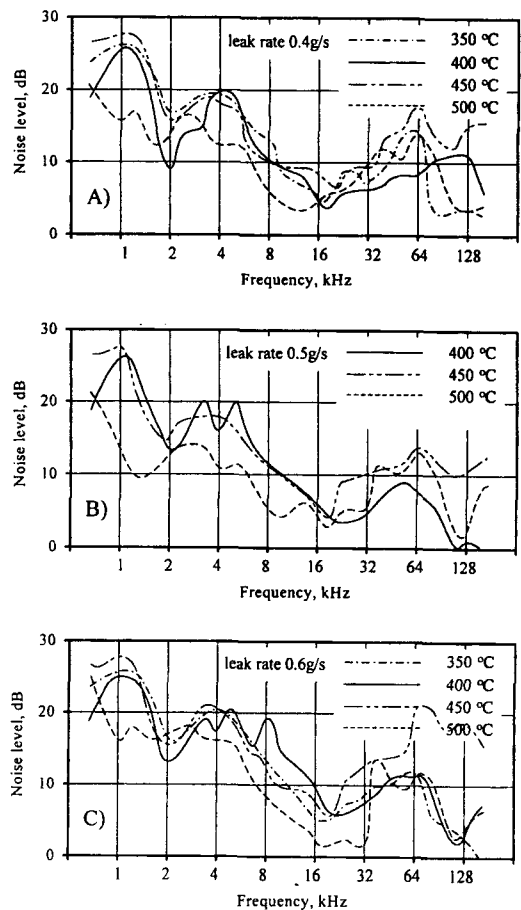 30
20
10
0
Noise level, dB
leak rate 0.4g/s
350 °C
400 °C
450 °C
500 °C
A)
1 2 4 8 16 32 64 128
Frequency, kHz
30
20
10
0
Noise level, dB
leak rate 0.5g/s
400 °C
450 °C
500 °C
B)
1 2 4 8 16 32 64 128
Frequency, kHz
30
20
10
0
Noise level, dB
leak rate 0.6g/s
350 °C
400 °C
450 °C
500 °C
C)
1 2 4 8 16 32 64 128
Frequency, kHz